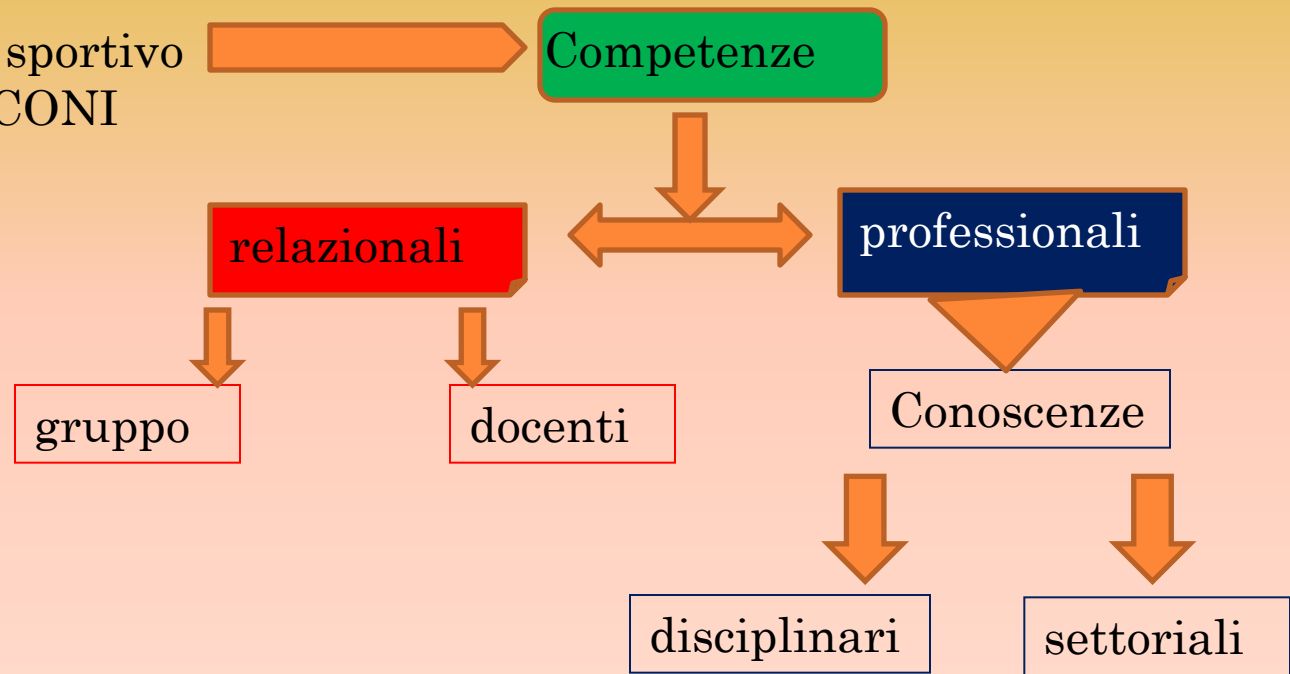 sportivo
CONI
Competenze
relazionali
professionali
gruppo
docenti
Conoscenze
disciplinari
settoriali